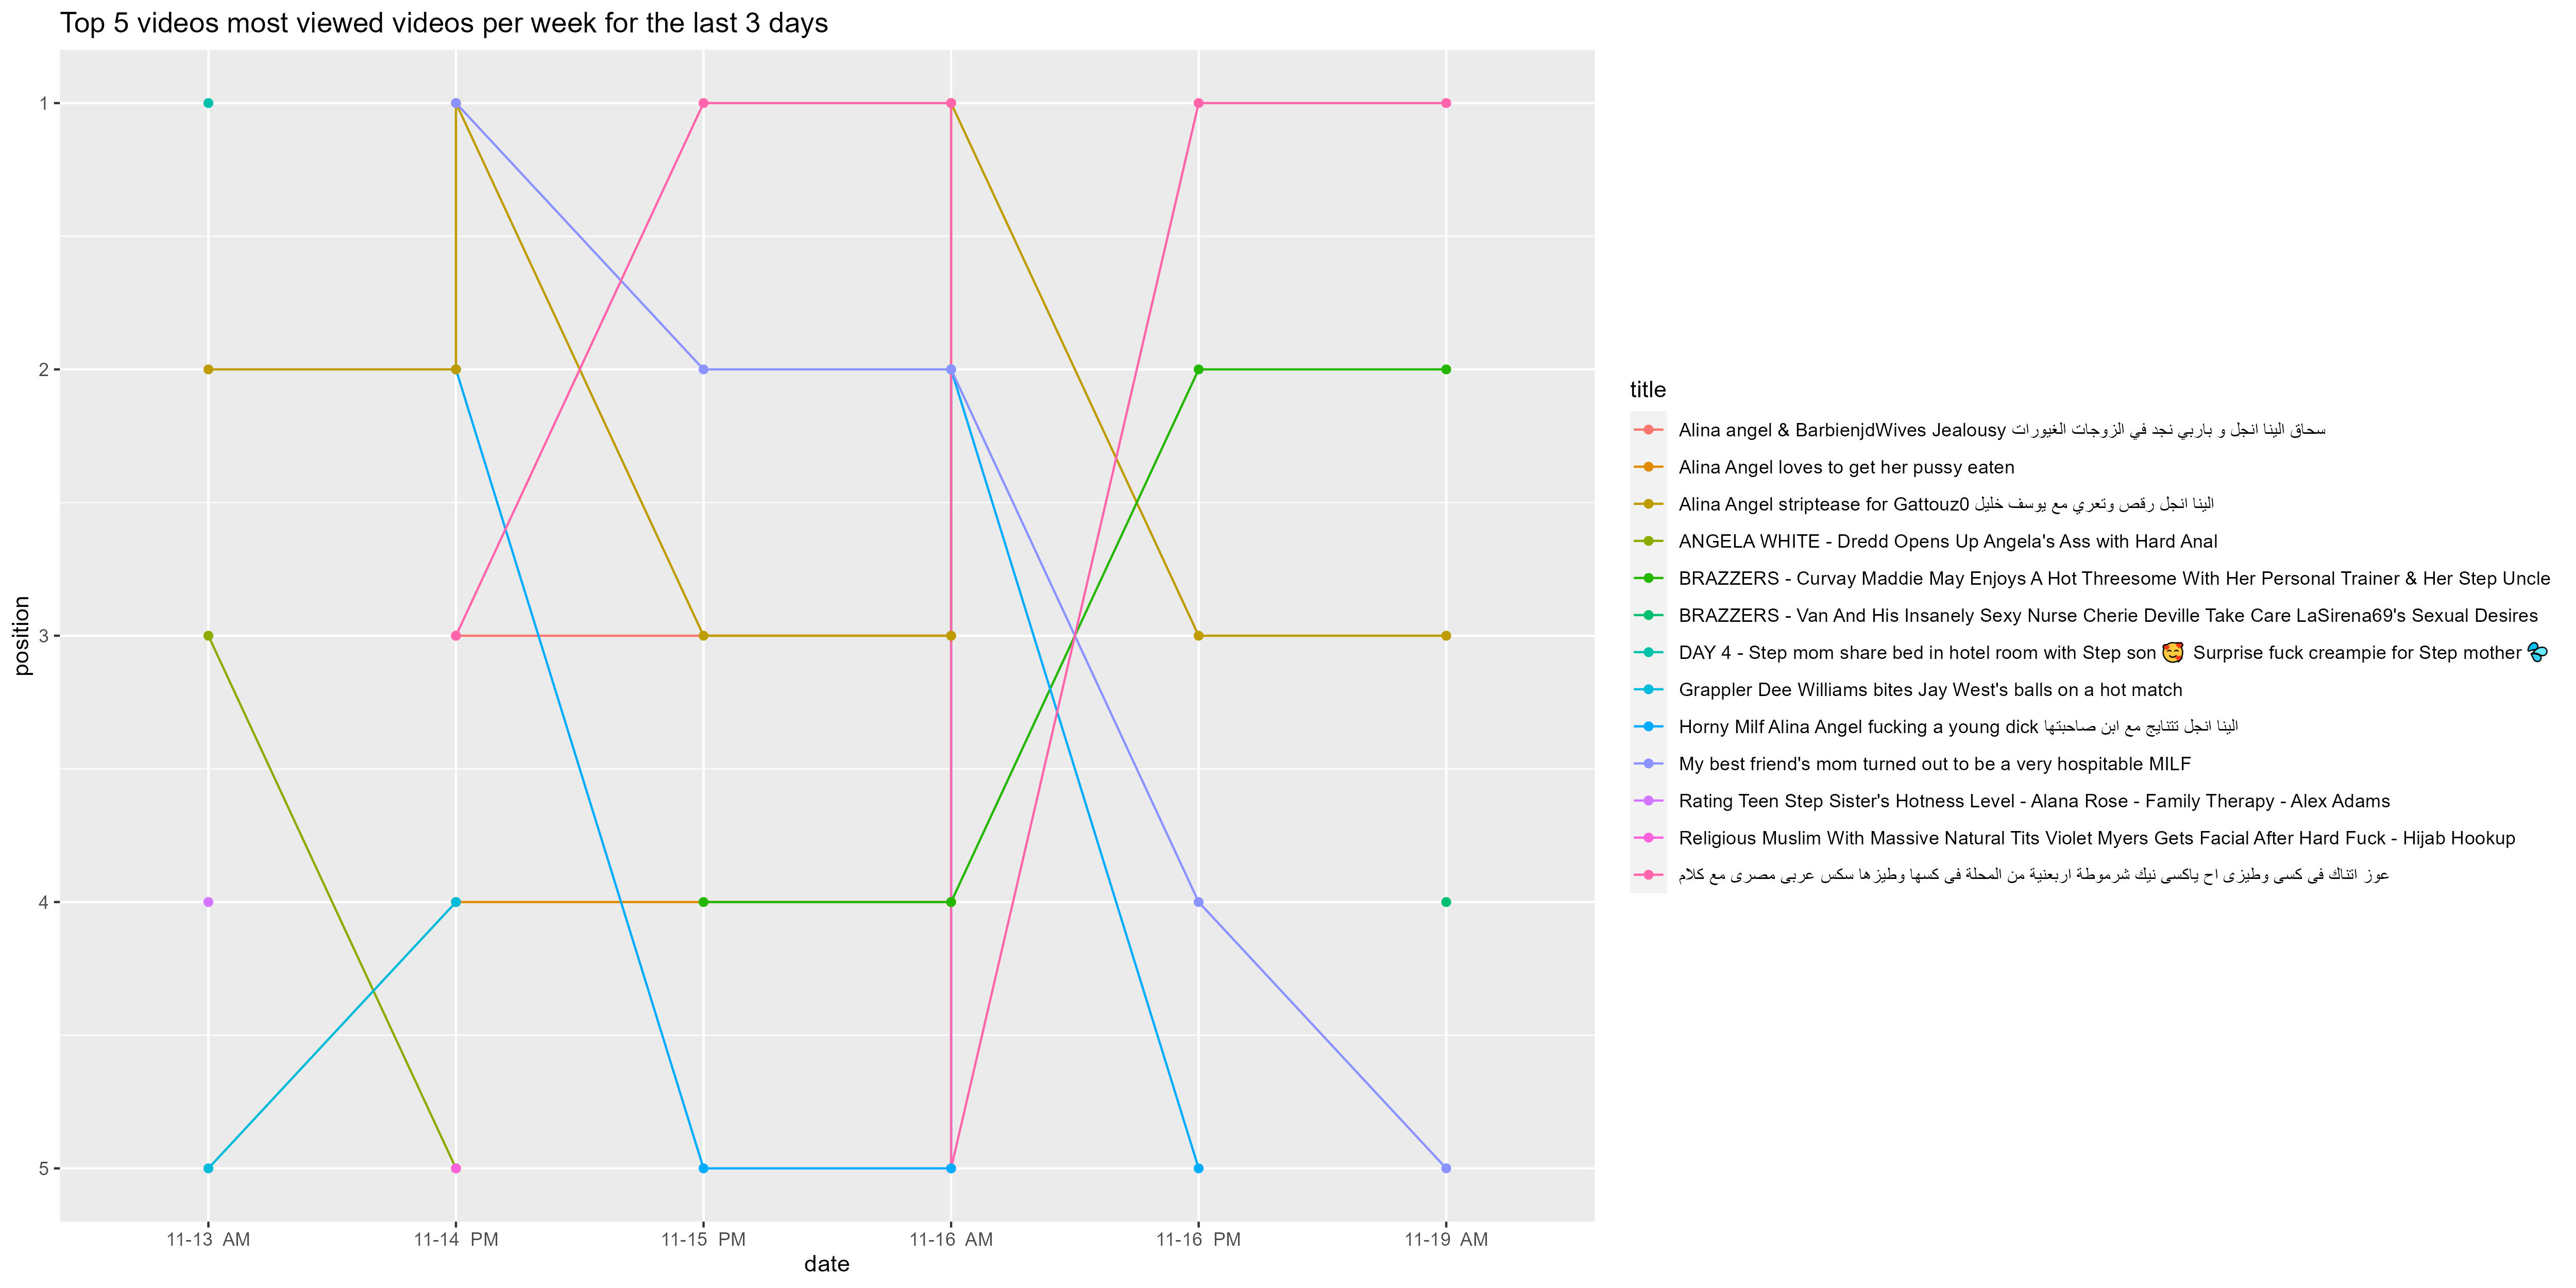 Top 5 videos most viewed videos per week for the last 3 days
position
1
2
3
4
5
11-13 AM
11-14 PM
11-15 PM
11-16 AM
11-16 PM
11-19 AM
date
title
Alina angel & BarbienjdWives Jealousy سحاق الينا انجل و باربي نجد في الزوجات الغيورات
Alina Angel loves to get her pussy eaten
Alina Angel striptease for Gattouz0 الينا انجل رقص وتعري مع يوسف خليل
ANGELA WHITE - Dredd Opens Up Angela's Ass with Hard Anal
BRAZZERS - Curvay Maddie May Enjoys A Hot Threesome With Her Personal Trainer & Her Step Uncle
BRAZZERS - Van And His Insanely Sexy Nurse Cherie Deville Take Care LaSirena69's Sexual Desires
DAY 4 - Step mom share bed in hotel room with Step son 🥰 Surprise fuck creampie for Step mother 💦
Grappler Dee Williams bites Jay West's balls on a hot match
Horny Milf Alina Angel fucking a young dick الينا انجل تتنايج مع ابن صاحبتها
My best friend's mom turned out to be a very hospitable MILF
Rating Teen Step Sister's Hotness Level - Alana Rose - Family Therapy - Alex Adams
Religious Muslim With Massive Natural Tits Violet Myers Gets Facial After Hard Fuck - Hijab Hookup
عوز اتناك فى كسى وطيزى اح ياكسى نيك شرموطة اربعنية من المحلة فى كسها وطيزها سكس عربى مصرى مع كلام